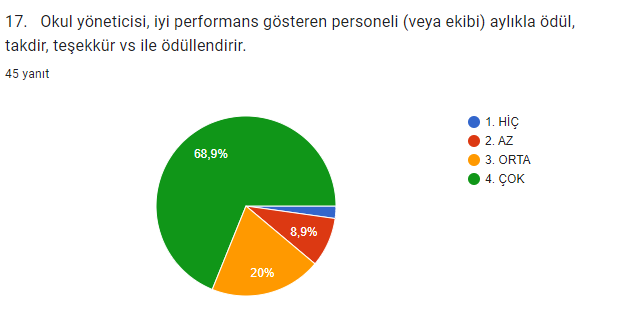 17. Okul yöneticisi, iyi performans gösteren personeli (veya ekibi) aylıkla ödül,
takdir, teşekkür vs ile ödüllendirir.
45 yanıt
68,9%
8,9%
20%
1. HİÇ
2. AZ
3. ORTA
4. ÇOK